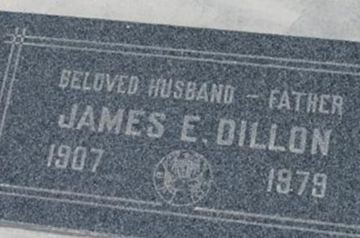 BELOVED HUSBAND - FATHER
JAMES E. DILLON
1907 1979